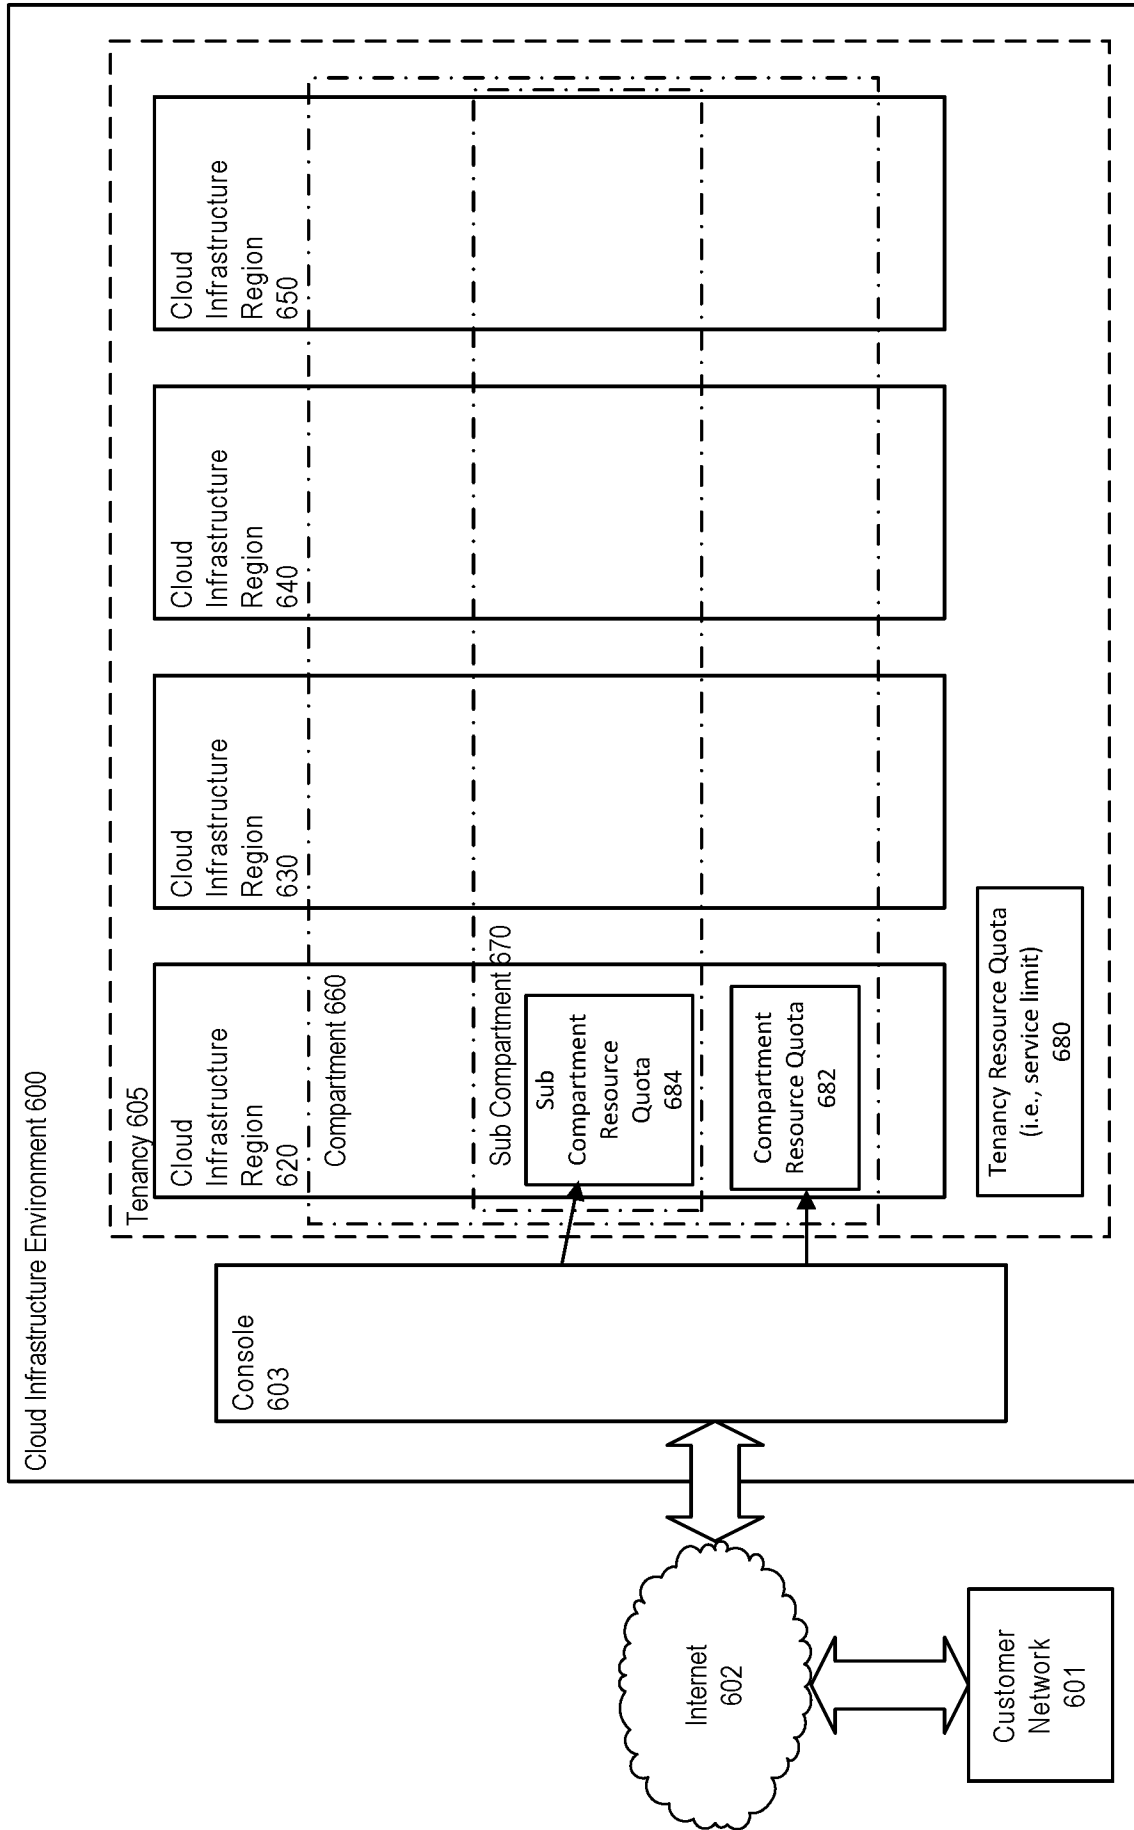 Cloud Infrastructure Environment 600
Tenancy 605
Cloud
Infrastructure
Region
620
Cloud
Infrastructure
Region
630
Cloud
Infrastructure
Region
640
Cloud
Infrastructure
Region
650
Compartment 660
Sub Compartment 670
Sub
Compartment
Resource
Quota
684
Compartment
Resource Quota
682
Tenancy Resource Quota
(i.e., service limit)
680
Console
603
Internet
602
Customer
Network
601